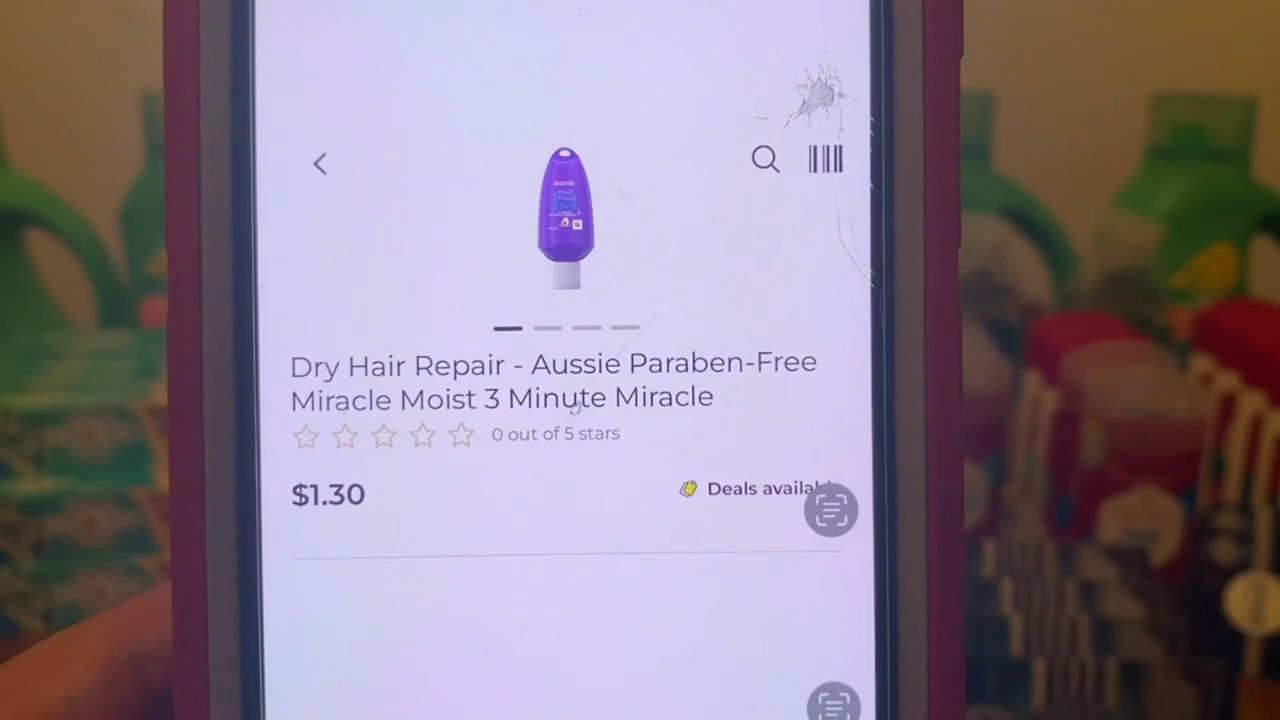 Dry Hair Repair - Aussie Paraben-Free
Miracle Moist 3 Minute Miracle
0 out of 5 stars
$1.30
Deals